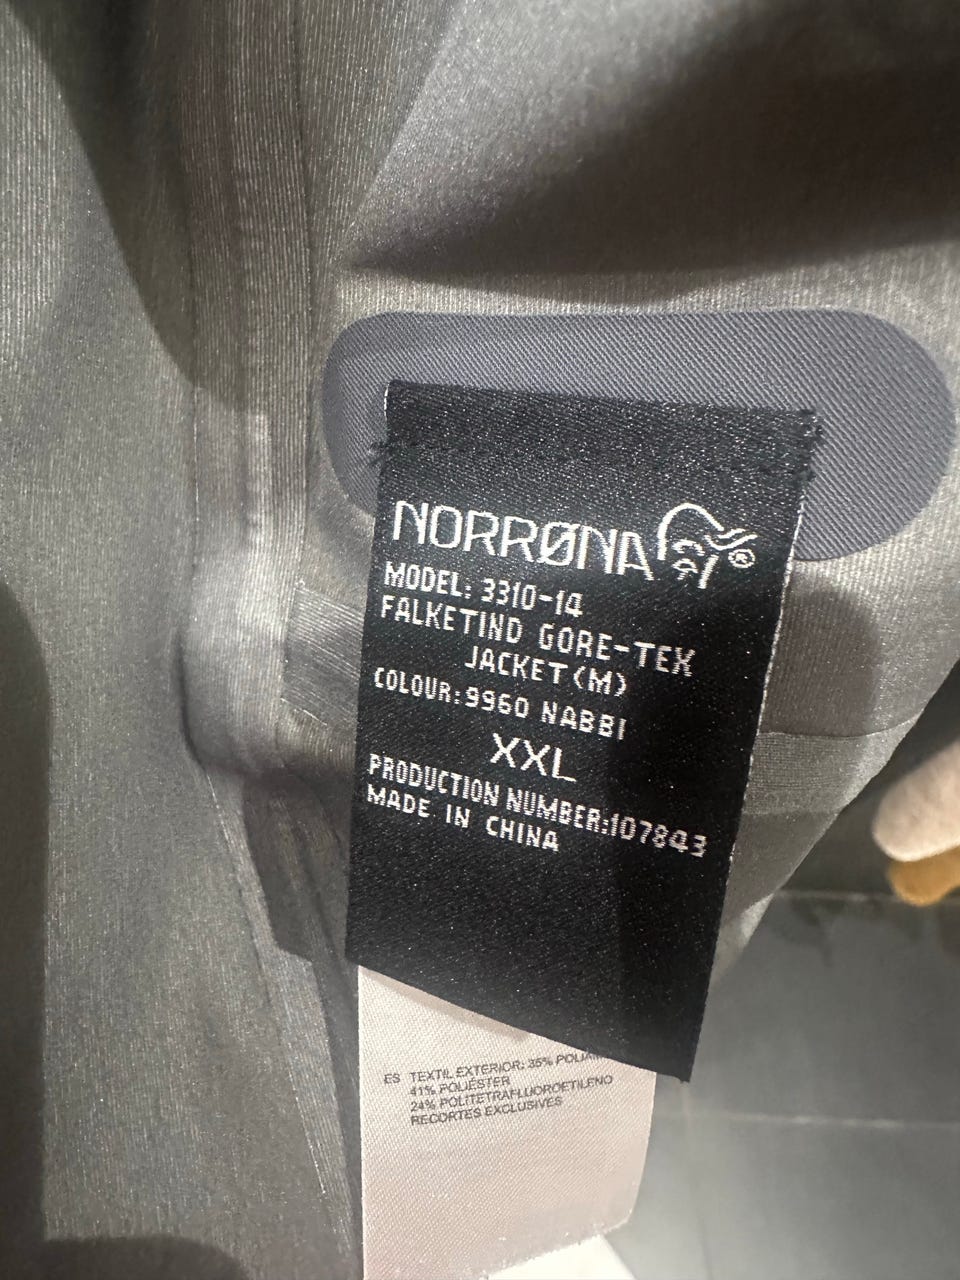 NORRØNA®
MODEL: 3310-14
FALKETIND GORE-TEX
JACKET(M)
COLOUR:9960 NABBI
XXL
PRODUCTION NUMBER:107843
MADE IN CHINA
ES TEXTIL EXTERIOR: 35%
41% POLIÉSTER
24% POLITETRAFLUOROETILENO
RECORTES EXCLUSIVES